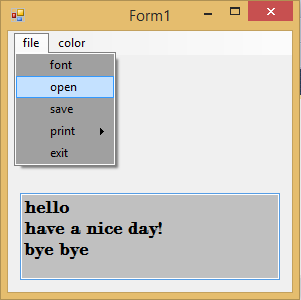 Form1
file color
font
open
save
print
exit
hello
have a nice day!
bye bye